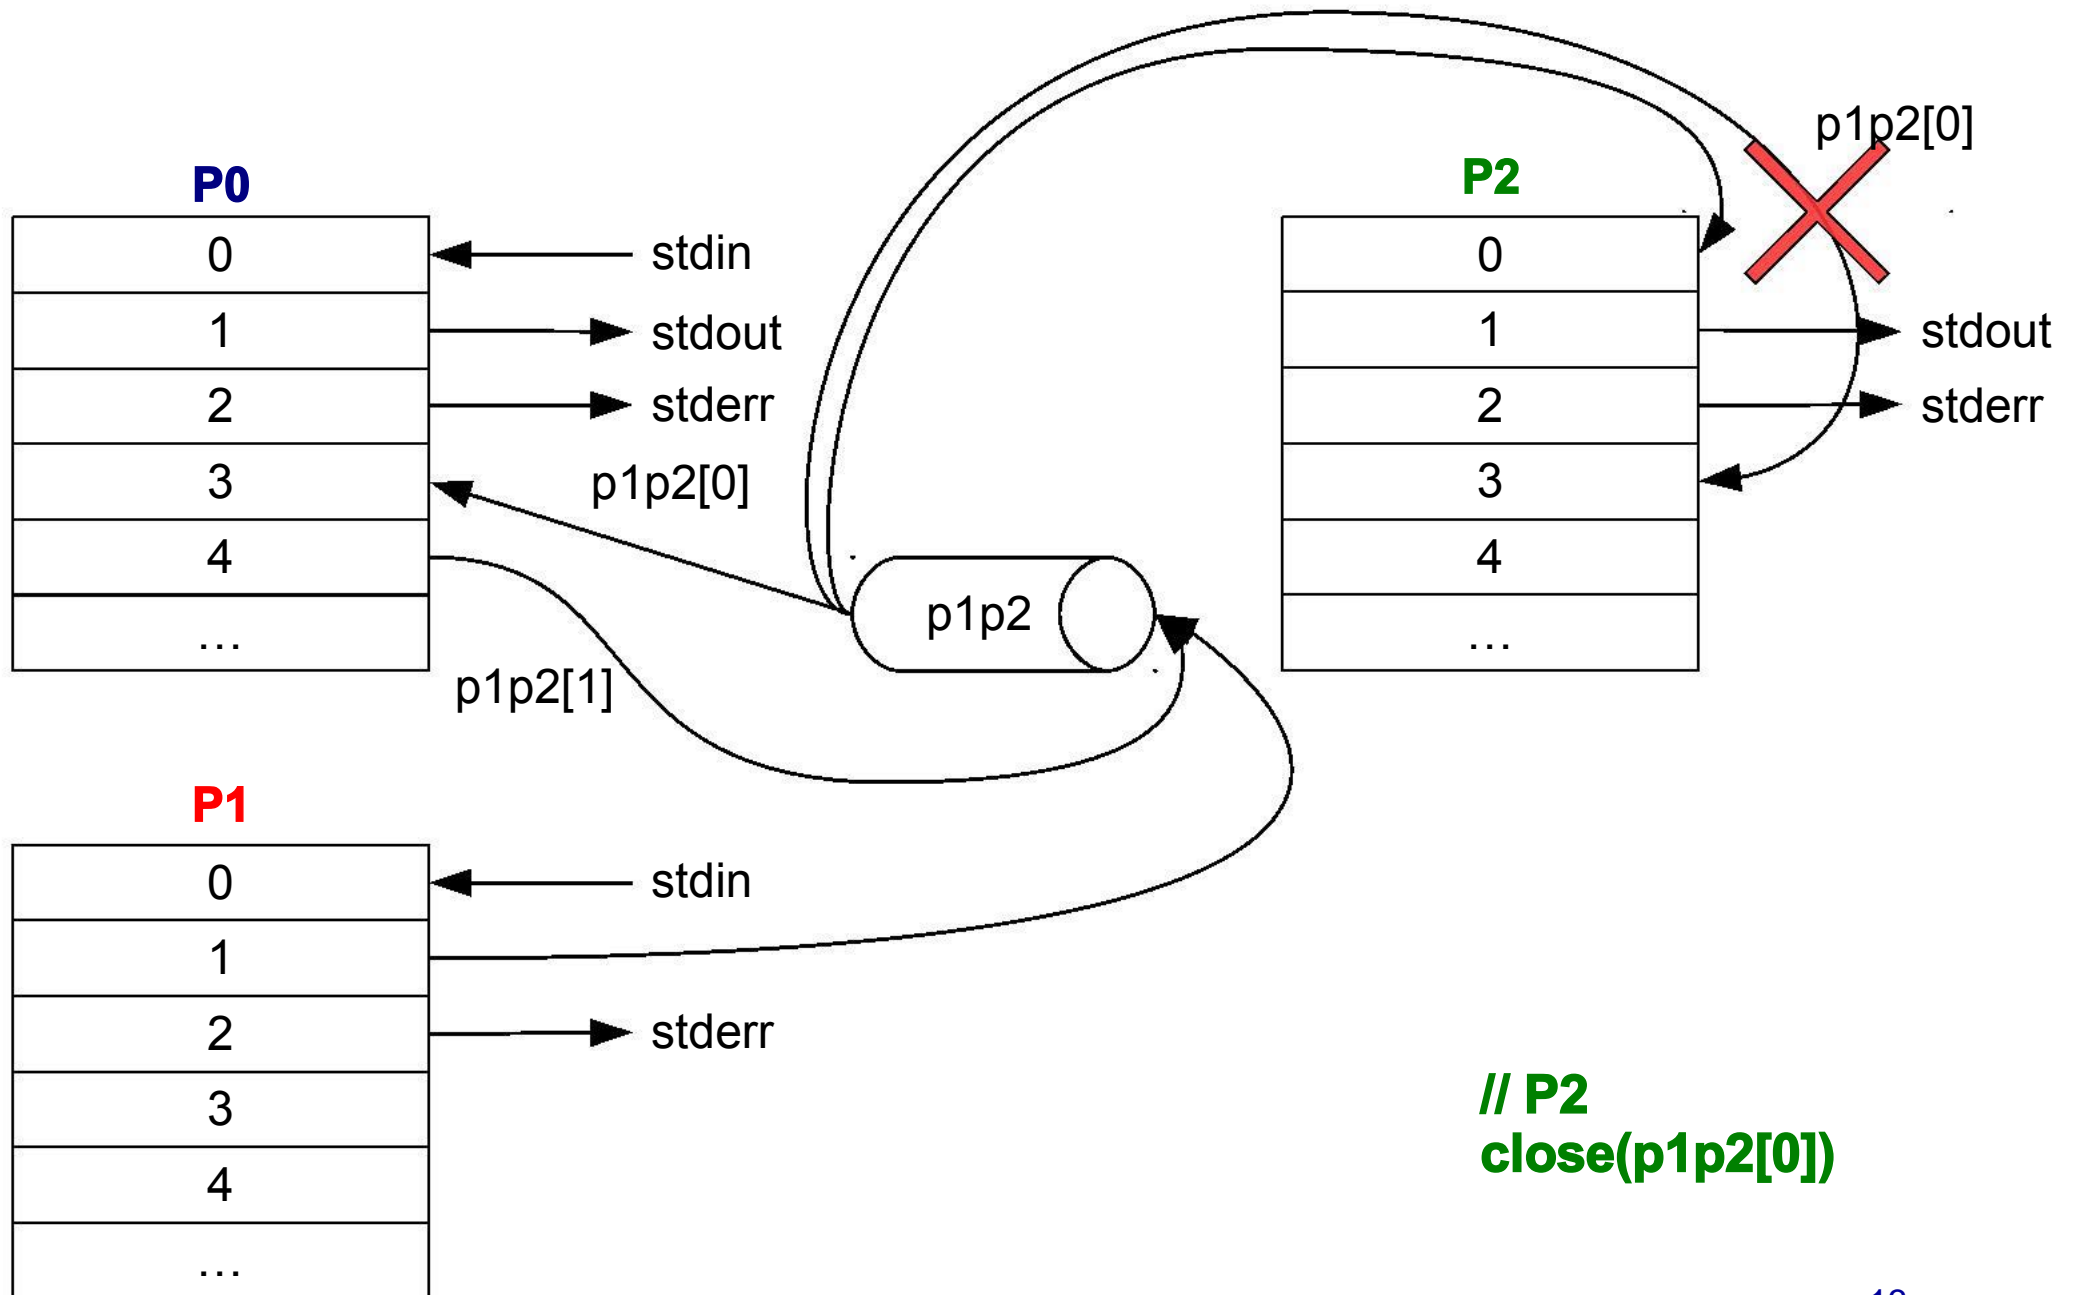 p1p2[0]
P0
P2
0
stdin
1
stdout
2
stderr
3
p1p2[0]
4
…
p1p2[1]
p1p2
0
1
stdout
2
stderr
3
4
…
P1
0
stdin
1
2
stderr
3
4
…
// P2
close(p1p2[0])